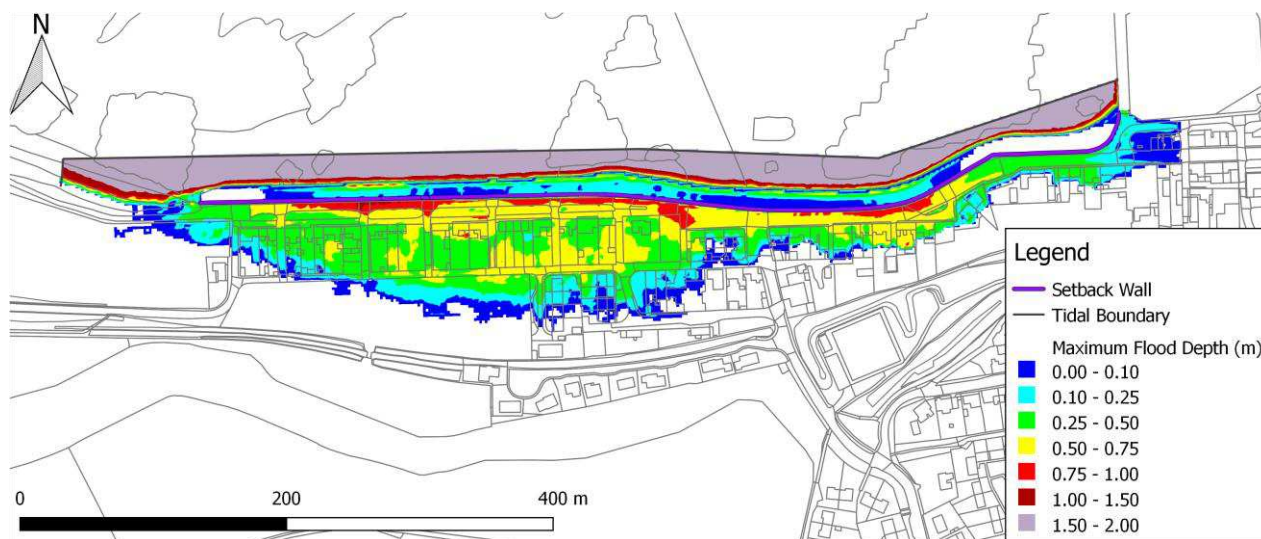 N
Legend
Setback Wall
Tidal Boundary
Maximum Flood Depth (m)
0.00 - 0.10
0.10 - 0.25
0.25 - 0.50
0.50 - 0.75
0.75 - 1.00
1.00 - 1.50
1.50 - 2.00
0 200 400 m